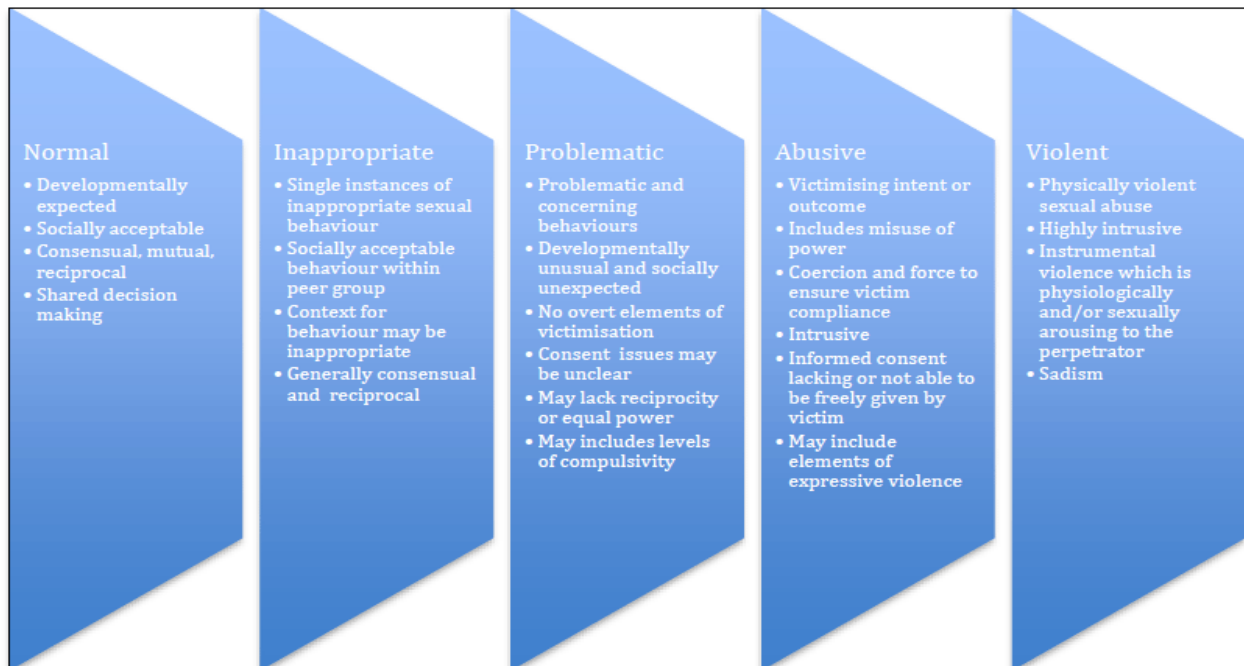 Normal
• Developmentally
expected
• Socially acceptable
• Consensual, mutual,
reciprocal
• Shared decision
making
Inappropriate
• Single instances of
inappropriate sexual
behaviour
• Socially acceptable
behaviour within
peer group
• Context for
behaviour may be
inappropriate
• Generally consensual
and reciprocal
Problematic
• Problematic and
concerning
behaviours
• Developmentally
unusual and socially
unexpected
• No overt elements of
victimisation
• Consent issues may
be unclear
• May lack reciprocity
or equal power
• May includes levels
of compulsivity
Abusive
• Victimising intent or
outcome
• Includes misuse of
power
• Coercion and force to
ensure victim
compliance
• Intrusive
• Informed consent
lacking or not able to
be freely given by
victim
• May include
elements of
expressive violence
Violent
• Physically violent
sexual abuse
• Highly intrusive
• Instrumental
violence which is
physiologically
and/or sexually
arousing to the
perpetrator
• Sadism